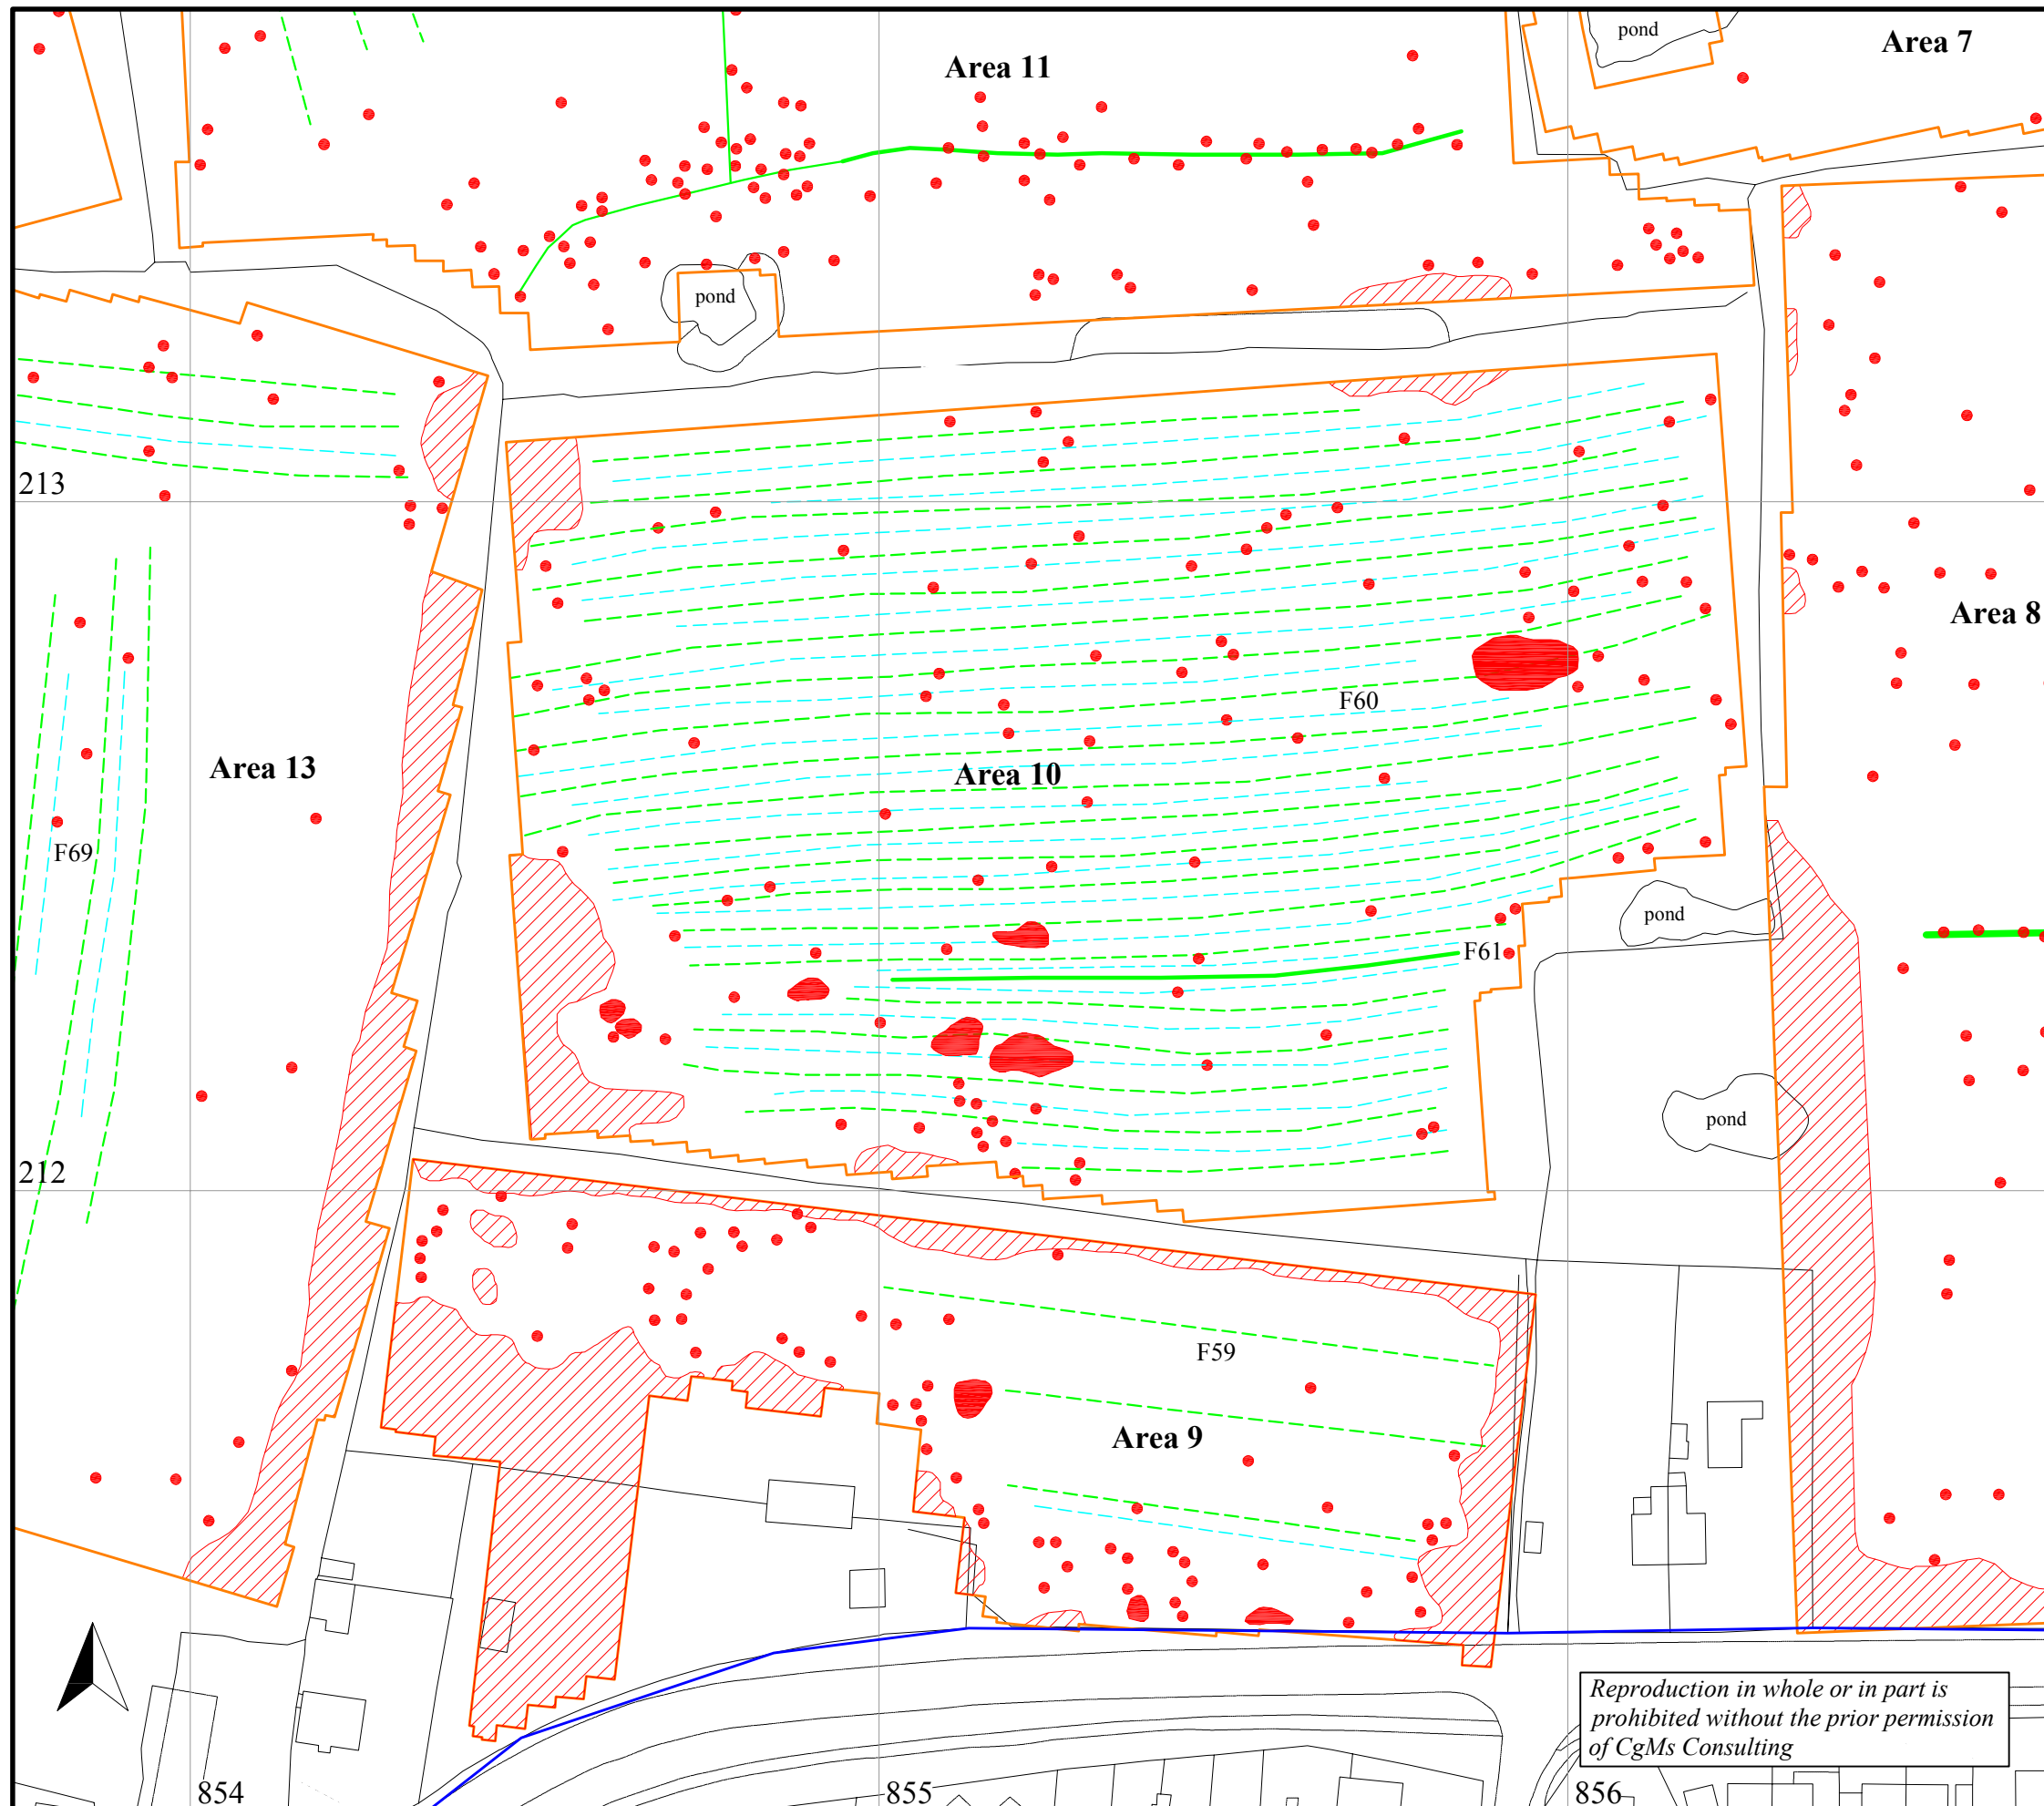 pond
Area 7
Area 11
pond
213
Area 8
F60
Area 13
Area 10
F69
pond
F61
pond
212
F59
Area 9
Reproduction in whole or in part is
prohibited without the prior permission
of CgMs Consulting
854
855
856